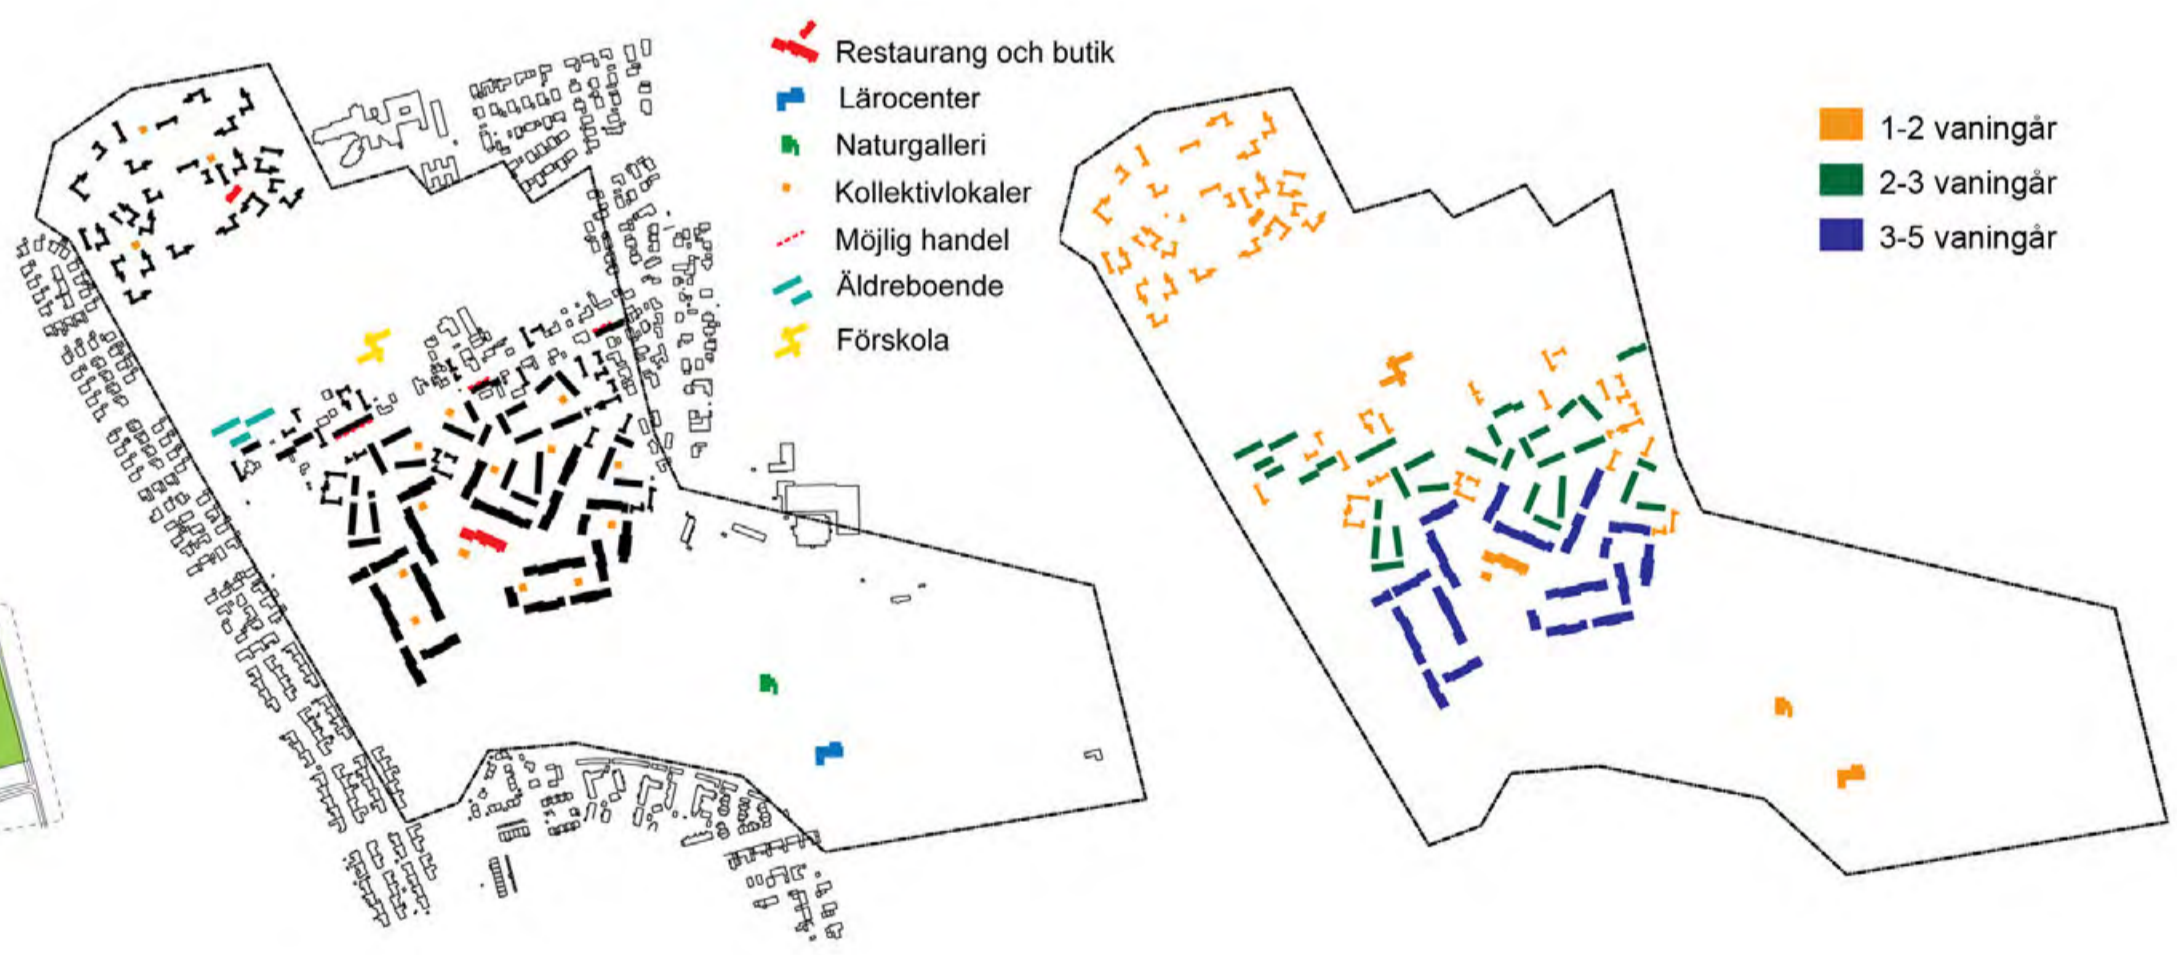 Restaurang och butik
Lärocenter
Naturgalleri
Kollektivlokaler
Möjlig handel
Äldreboende
Förskola
1-2 vaningår
2-3 vaningår
3-5 vaningår